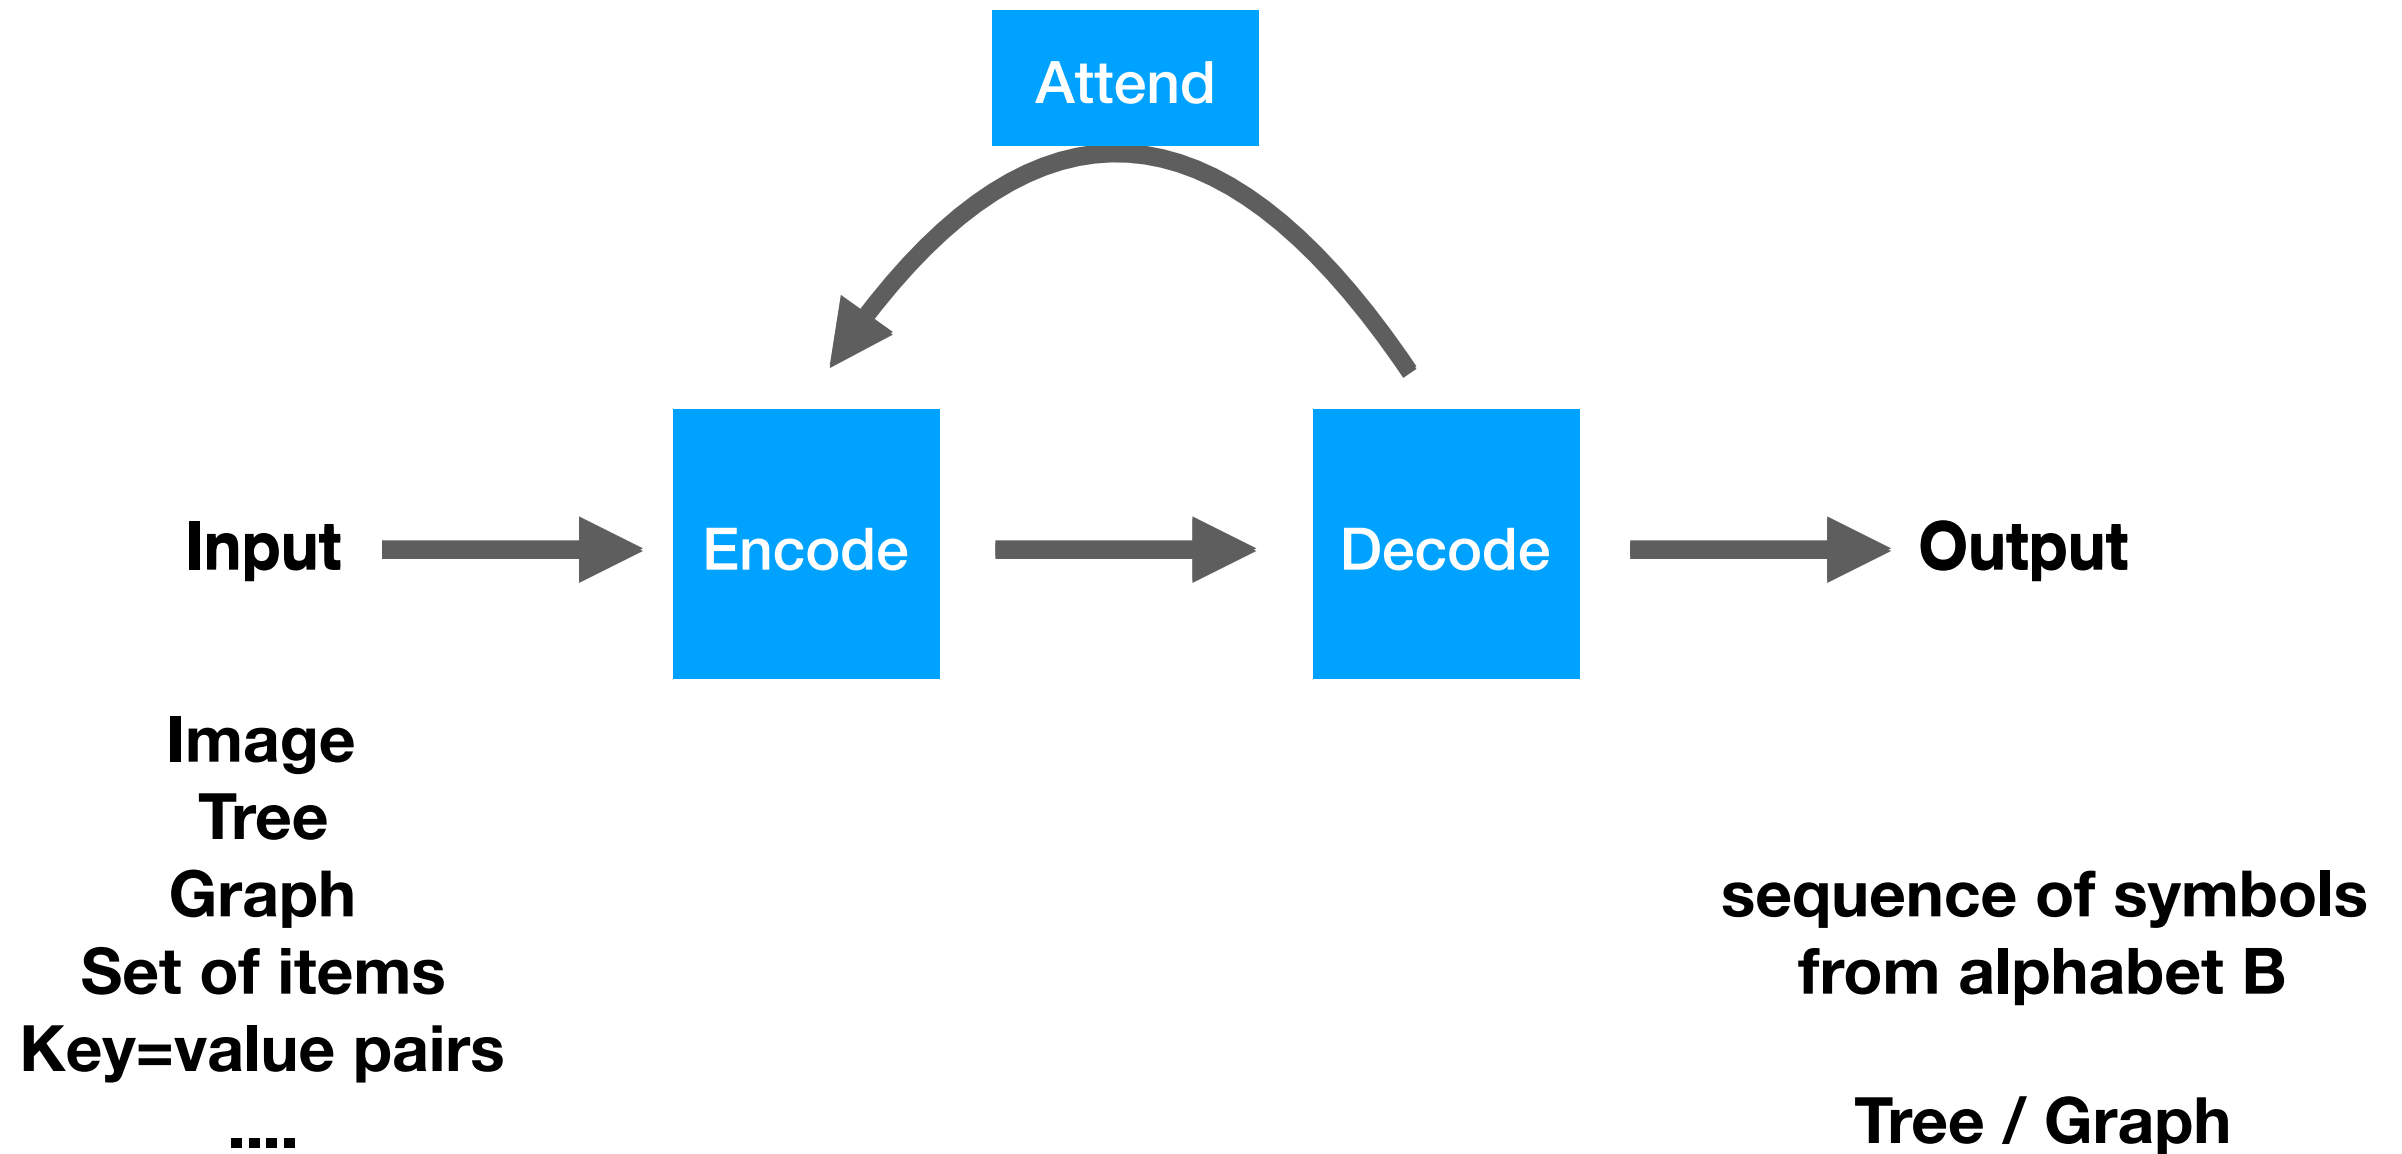 Attend
Input
Encode
Decode
Output
Image
Tree
Graph
Set of items
Key=value pairs
....
sequence of symbols
from alphabet B
Tree / Graph